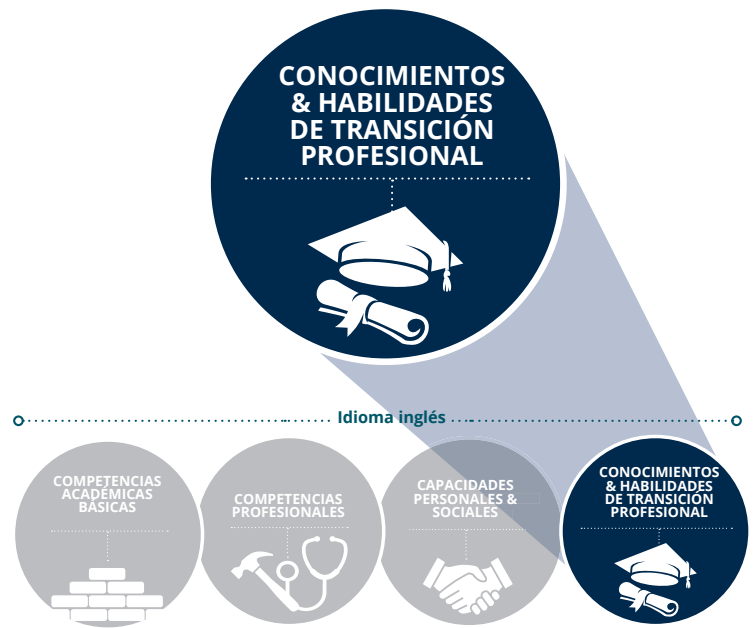 CONOCIMIENTOS
& HABILIDADES
DE TRANSICIÓN
PROFESIONAL
Idioma inglés
COMPETENCIAS
ACADÉMICAS
BÁSICAS
COMPETENCIAS
PROFESIONALES
CAPACIDADES
PERSONALES &
SOCIALES
CONOCIMIENTOS
& HABILIDADES
DE TRANSICIÓN
PROFESIONAL